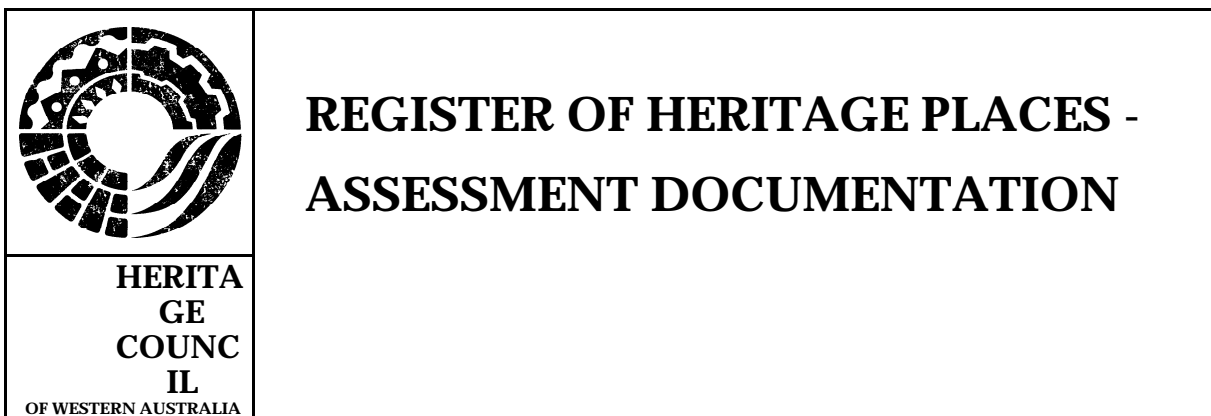 REGISTER OF HERITAGE PLACES -
ASSESSMENT DOCUMENTATION
HERITA
GE
COUNC
IL
OF WESTERN AUSTRALIA